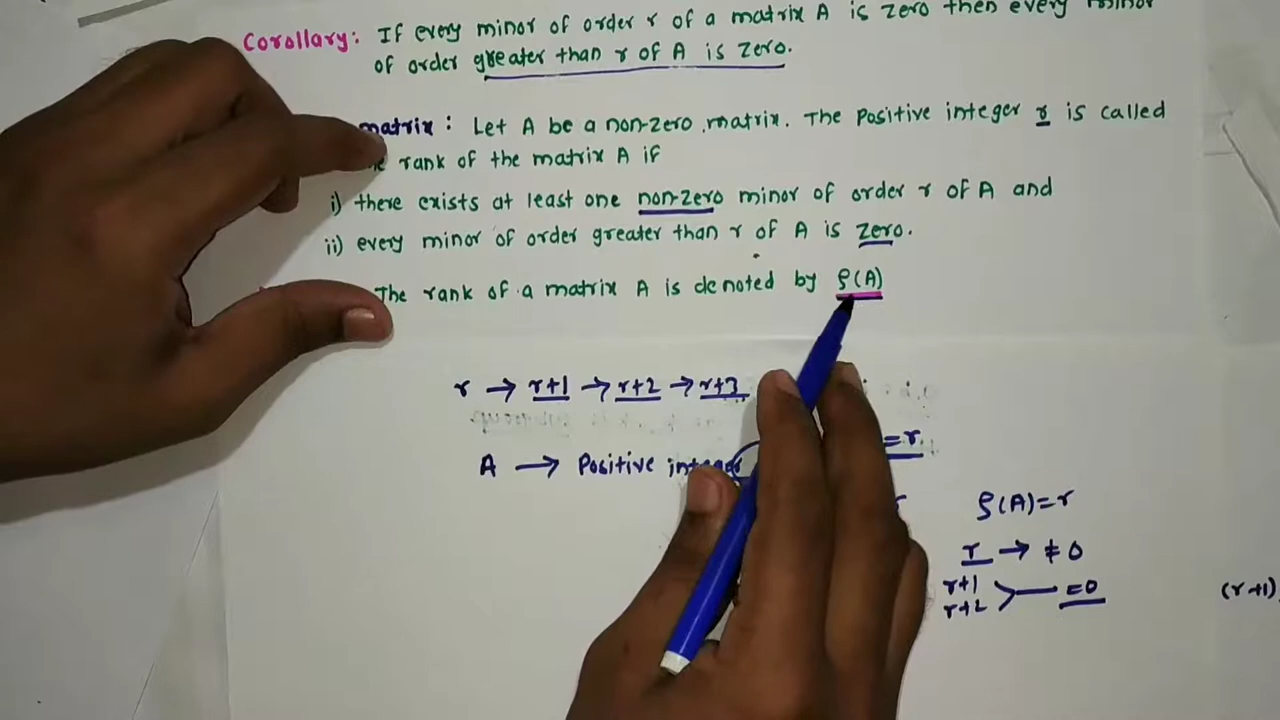 Corollary: If every minor of order r of a matrix A is zero then every minor
of order greater than r of A is zero.
matrix: Let A be a non-zero matrix. The Positive integer r is called
rank of the matrix A if
i) there exists at least one non-zero minor of order r of A and
ii) every minor of order greater than r of A is zero.
The rank of a matrix A is denoted by ρ(A)
r → r+1 → r+2 → r+3
A → Positive integer = r
ρ(A)=r
r → ≠ 0
r+1
r+2 =0
(r+1)